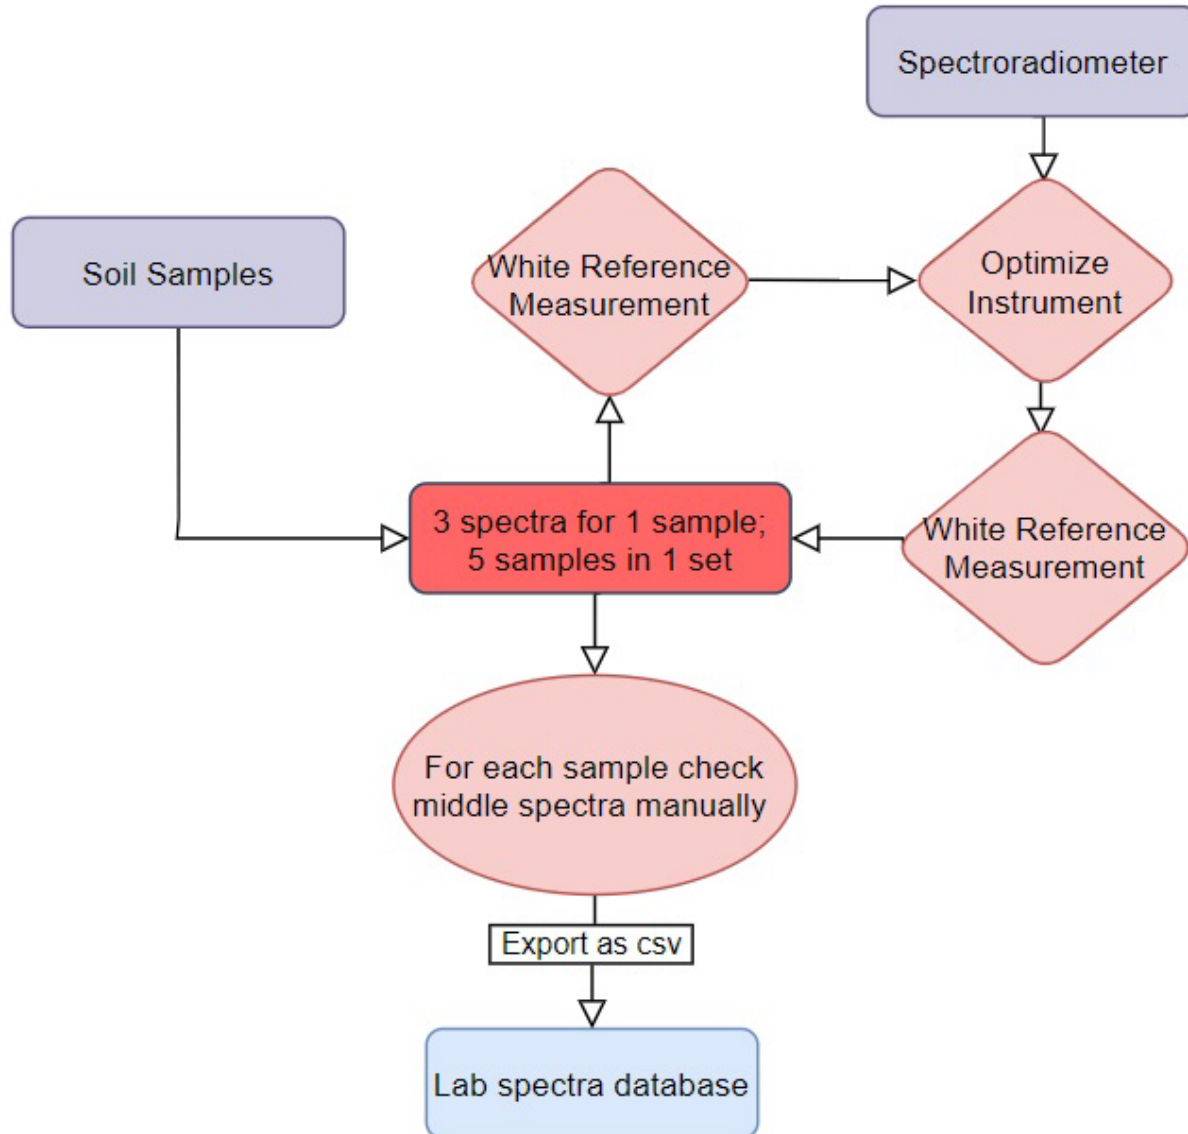 Spectroradiometer
Soil Samples
White Reference
Measurement
Optimize
Instrument
3 spectra for 1 sample;
5 samples in 1 set
White Reference
Measurement
For each sample check
middle spectra manually
Export as csv
Lab spectra database